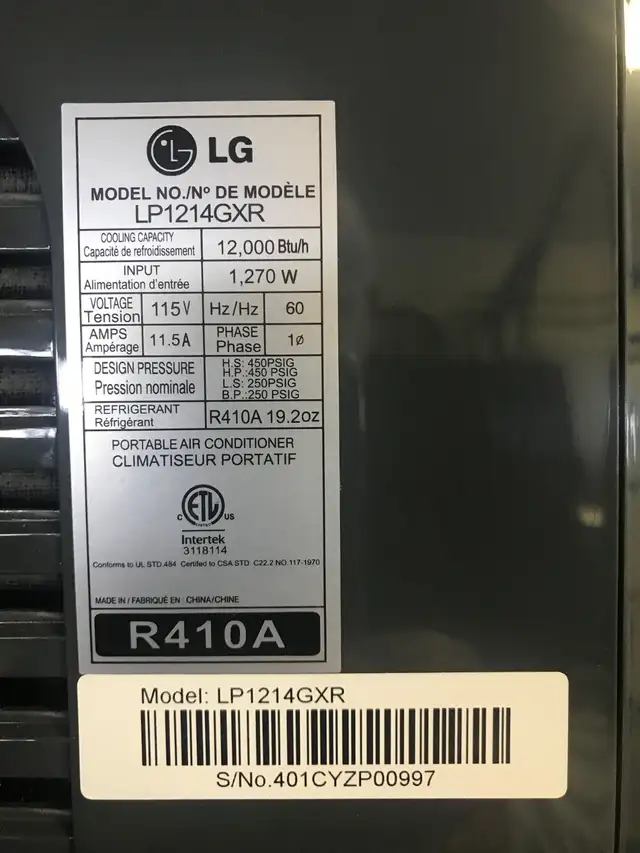 LG
MODEL NO./Nº DE MODÈLE
LP1214GXR
COOLING CAPACITY
Capacité de refroidissement
12,000 Btu/h
INPUT
Alimentation d'entrée
1,270 W
VOLTAGE
Tension
115V
Hz/Hz
60
AMPS
Ampérage
11.5A
PHASE
Phase
1ø
DESIGN PRESSURE
Pression nominale
H.S: 450PSIG
H.P.:450 PSIG
L.S: 250PSIG
B.P.:250 PSIG
REFRIGERANT
Réfrigérant
R410A 19.2oz
PORTABLE AIR CONDITIONER
CLIMATISEUR PORTATIF
C ETL US
LISTED
Intertek
3118114
Conforms to UL STD.484 Certified to CSA STD C22.2 NO.117-1970
MADE IN / FABRIQUÉ EN : CHINA/CHINE
R410A
Model: LP1214GXR
S/No.401CYZP00997